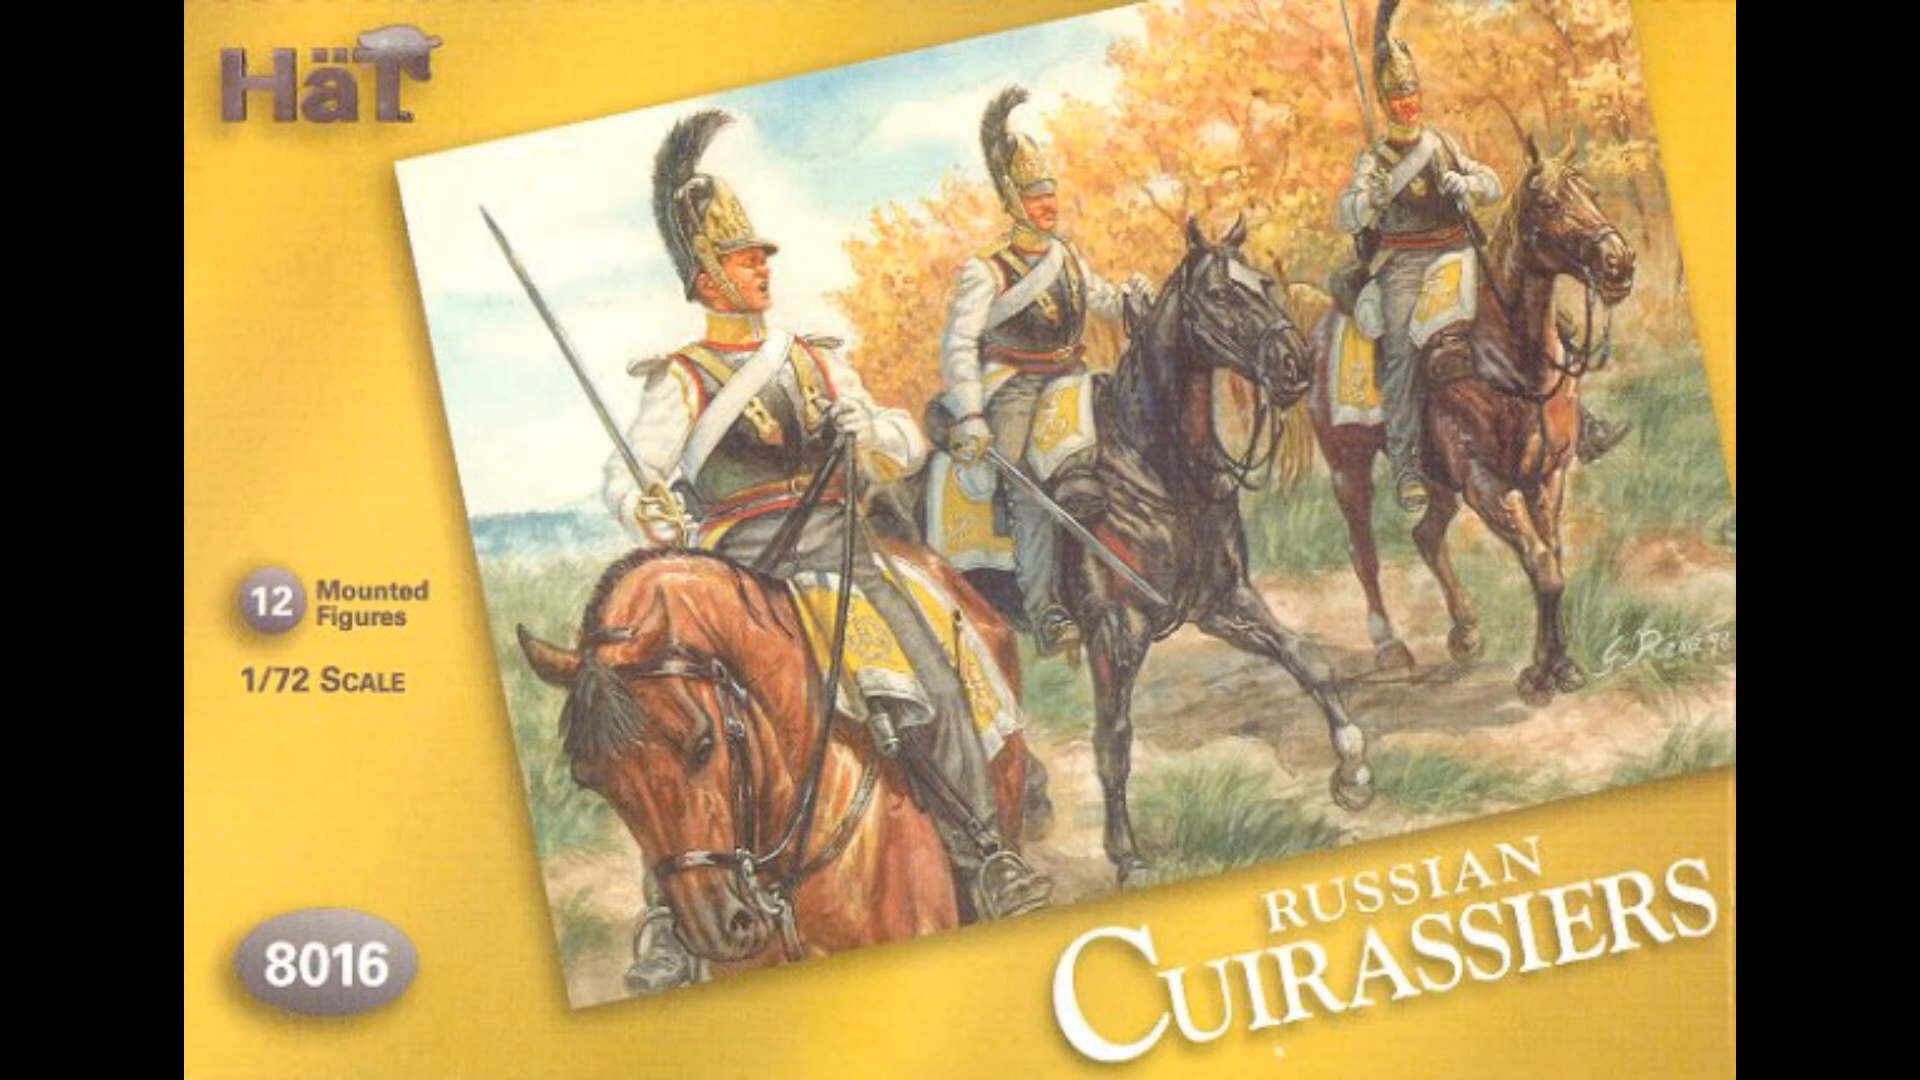 HäT
12 Mounted
Figures
1/72 SCALE
8016
RUSSIAN
CUIRASSIERS